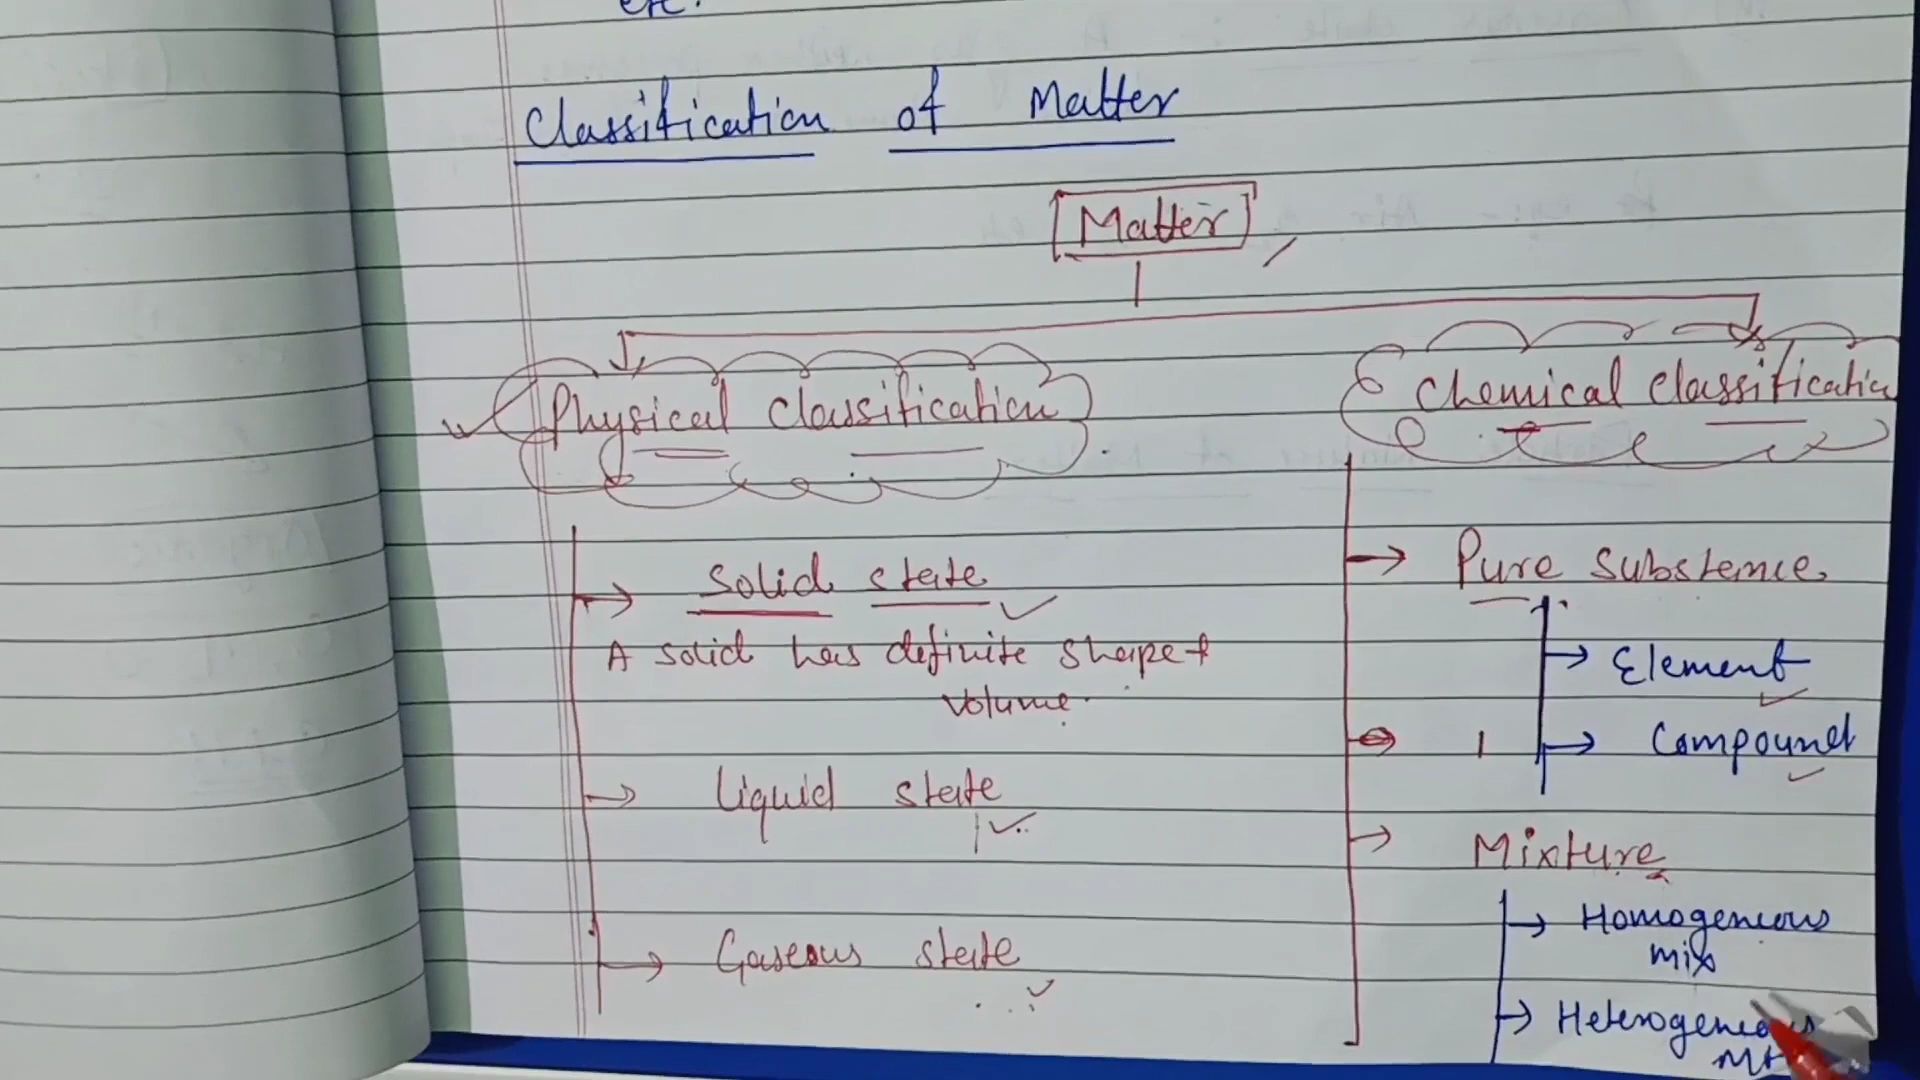 etc.
Classification of Matter
Matter
Physical classification
Chemical classification
Solid state
A solid has definite shape +
volume.
Liquid state
Gaseous state
Pure substance
Element
Compound
Mixture
Homogeneous
mix
Heterogeneous